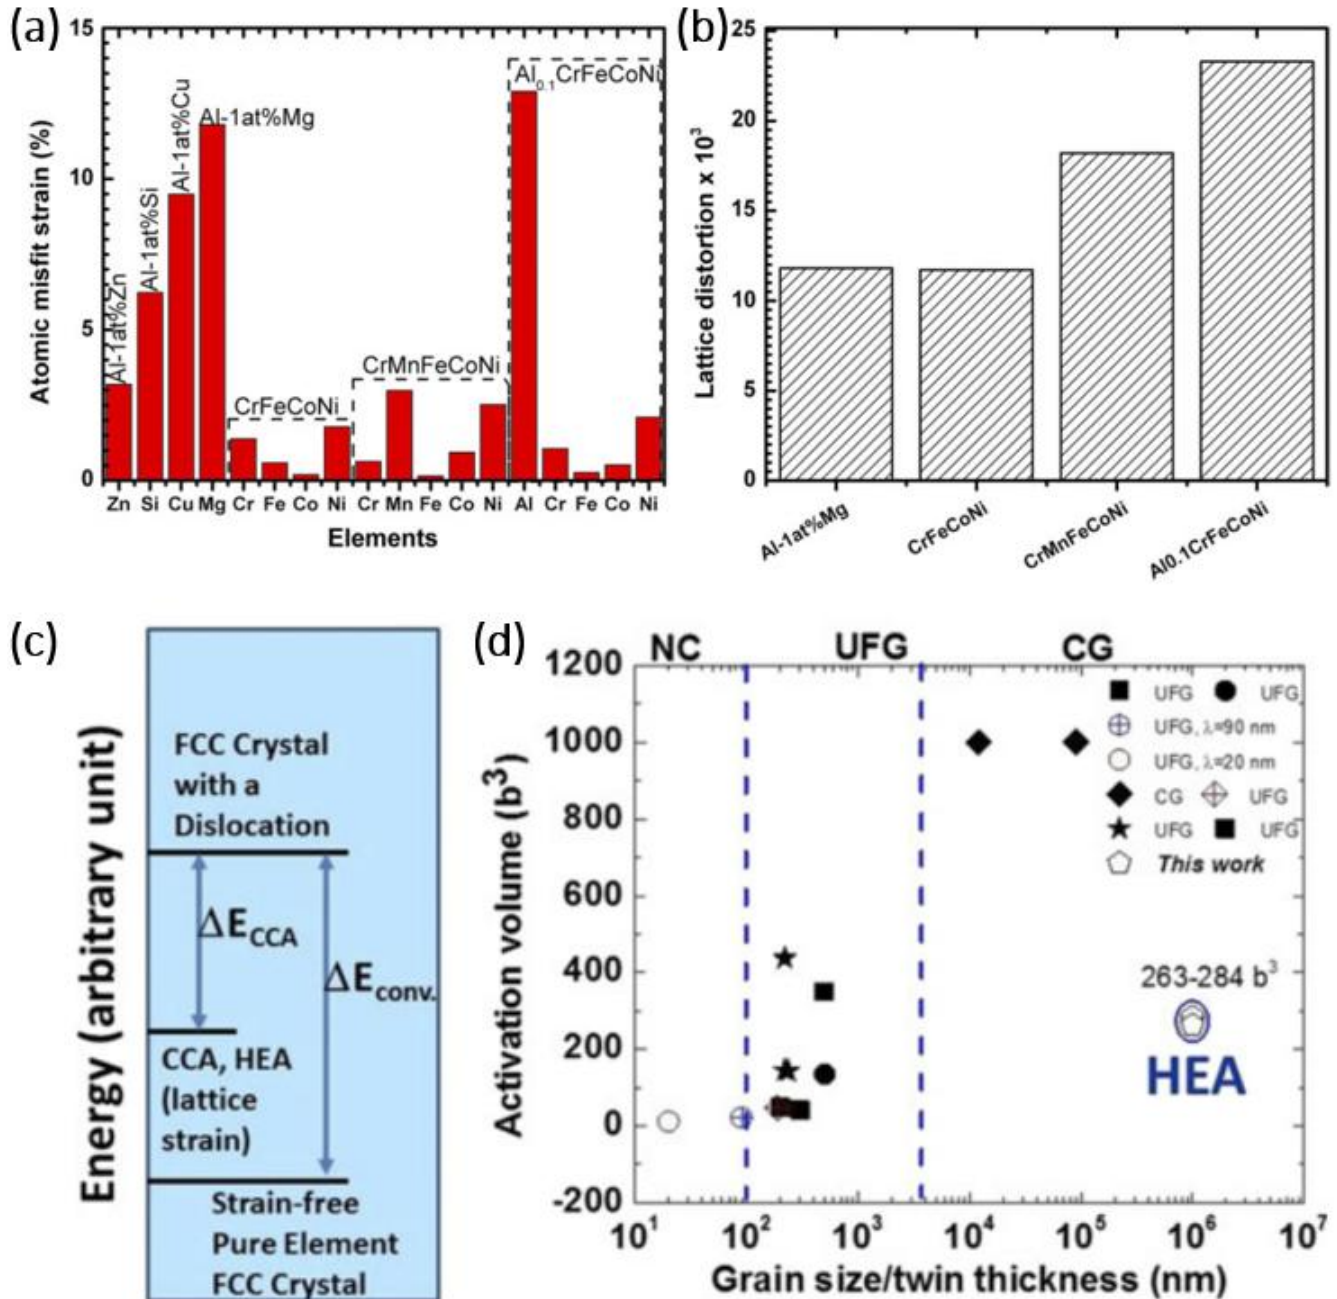 (a)
15
10
5
0
Atomic misfit strain (%)
Al-1at%Zn
Al-1at%Si
Al-1at%Cu
Al-1at%Mg
CrFeCoNi
CrMnFeCoNi
Al0.1CrFeCoNi
Zn Si Cu Mg Cr Fe Co Ni Cr Mn Fe Co Ni Al Cr Fe Co Ni
Elements
(b)
25
20
15
10
5
0
Lattice distortion x 10³
Al-1at%Mg
CrFeCoNi
CrMnFeCoNi
Al0.1CrFeCoNi
(c)
Energy (arbitrary unit)
FCC Crystal
with a
Dislocation
ΔE CCA
ΔE conv.
CCA, HEA
(lattice
strain)
Strain-free
Pure Element
FCC Crystal
(d)
NC UFG CG
1200
1000
800
600
400
200
0
-200
Activation volume (b³)
UFG UFG
UFG, λ=90 nm
UFG, λ=20 nm
CG UFG
UFG UFG
This work
263-284 b³
HEA
10¹ 10² 10³ 10⁴ 10⁵ 10⁶ 10⁷
Grain size/twin thickness (nm)